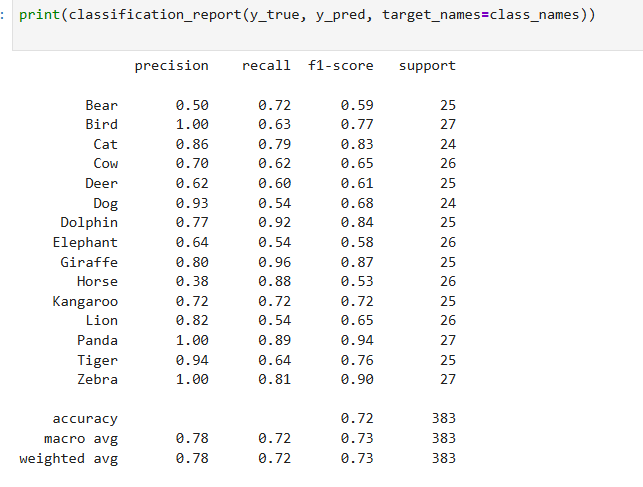 : print(classification_report(y_true, y_pred, target_names=class_names))
precision recall f1-score support
Bear 0.50 0.72 0.59 25
Bird 1.00 0.63 0.77 27
Cat 0.86 0.79 0.83 24
Cow 0.70 0.62 0.65 26
Deer 0.62 0.60 0.61 25
Dog 0.93 0.54 0.68 24
Dolphin 0.77 0.92 0.84 25
Elephant 0.64 0.54 0.58 26
Giraffe 0.80 0.96 0.87 25
Horse 0.38 0.88 0.53 26
Kangaroo 0.72 0.72 0.72 25
Lion 0.82 0.54 0.65 26
Panda 1.00 0.89 0.94 27
Tiger 0.94 0.64 0.76 25
Zebra 1.00 0.81 0.90 27
accuracy 0.72 383
macro avg 0.78 0.72 0.73 383
weighted avg 0.78 0.72 0.73 383